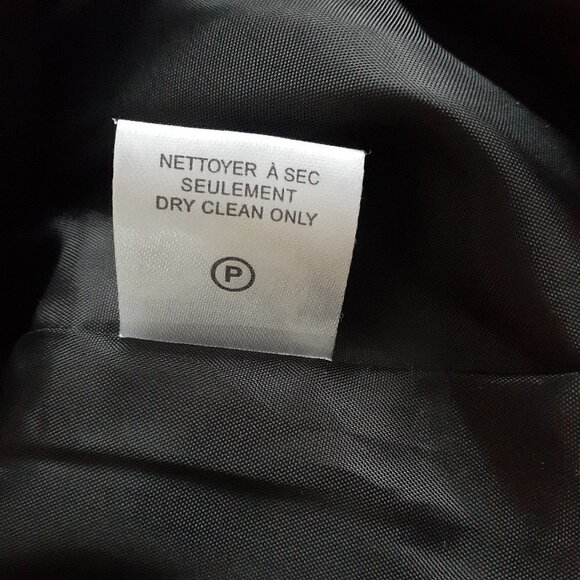 NETTOYER À SEC
SEULEMENT
DRY CLEAN ONLY
P